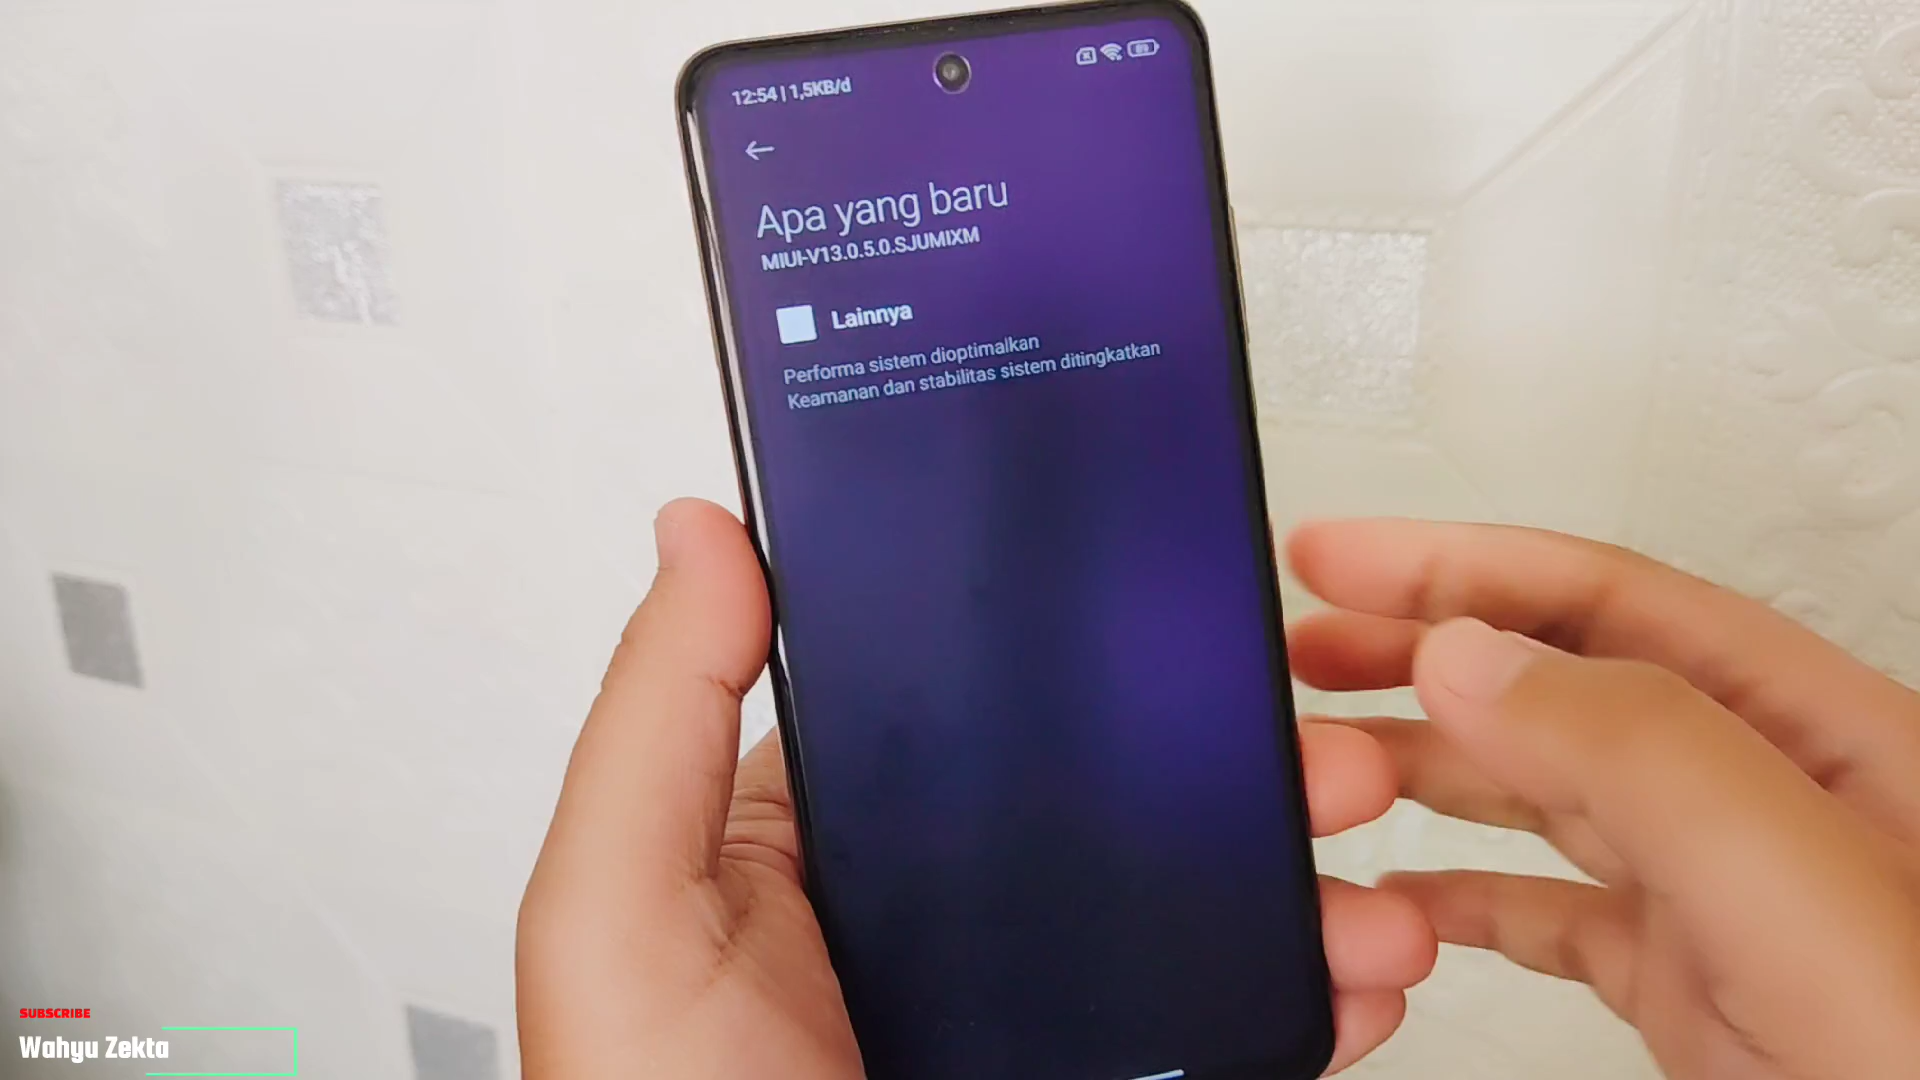 12:54 | 1,5KB/d
89
Apa yang baru
MIUI-V13.0.5.0.SJUMIXM
Lainnya
Performa sistem dioptimalkan
Keamanan dan stabilitas sistem ditingkatkan
SUBSCRIBE
Wahyu Zekta